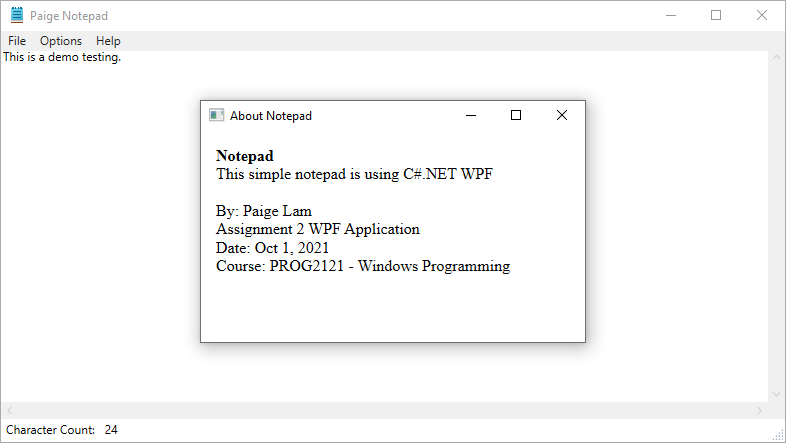 Paige Notepad
File Options Help
This is a demo testing.
About Notepad
Notepad
This simple notepad is using C#.NET WPF
By: Paige Lam
Assignment 2 WPF Application
Date: Oct 1, 2021
Course: PROG2121 - Windows Programming
Character Count: 24